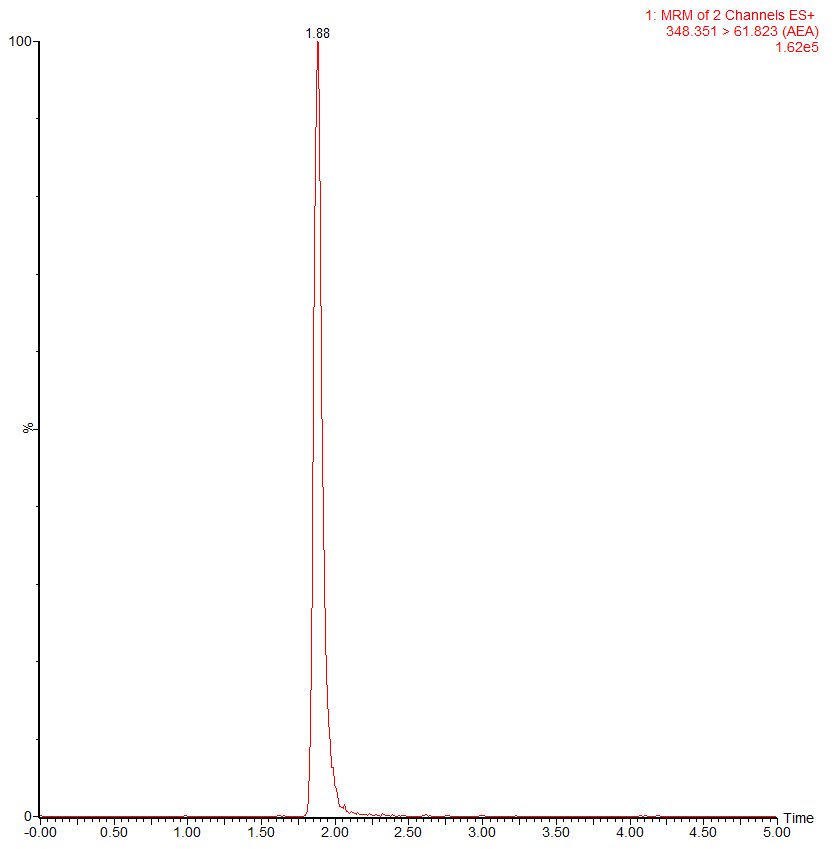 1: MRM of 2 Channels ES+
348.351 > 61.823 (AEA)
1.62e5
1.88
100
%
0
-0.00 0.50 1.00 1.50 2.00 2.50 3.00 3.50 4.00 4.50 5.00
Time